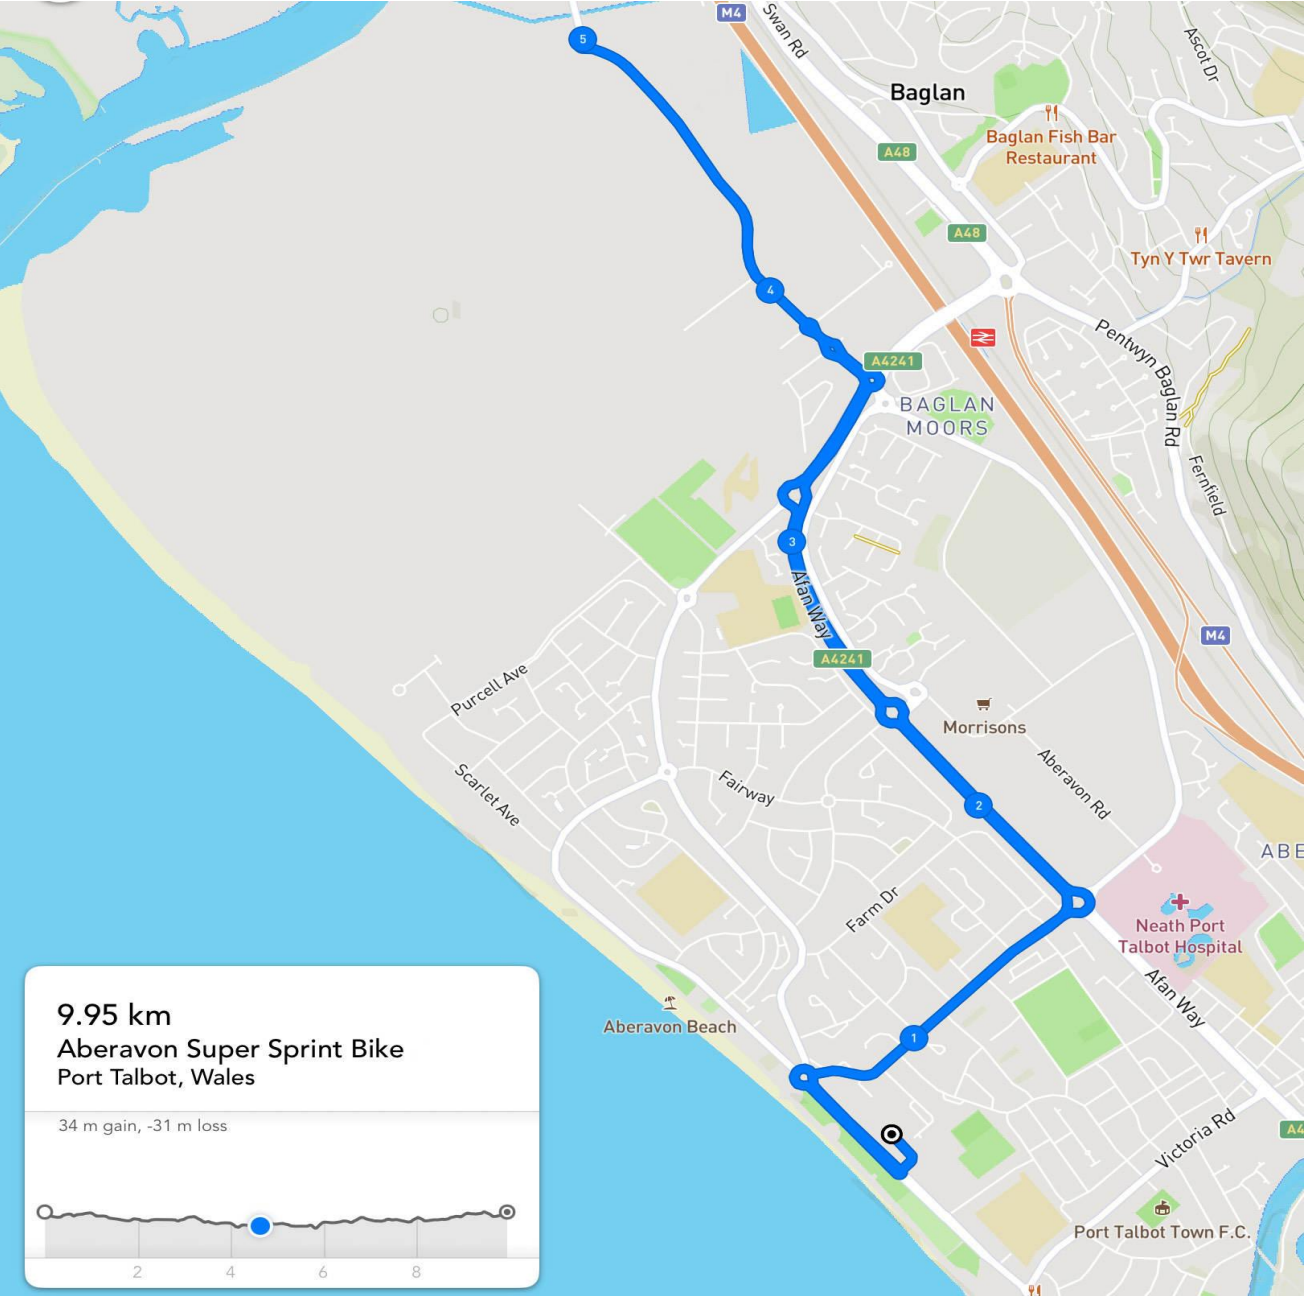 5
M4
Swan Rd
Ascot Dr
Baglan
Baglan Fish Bar
Restaurant
A48
A48
Tyn Y Twr Tavern
4
Pentwyn Baglan Rd
A4241
BAGLAN
MOORS
Fernfield
3
Afan Way
M4
A4241
Purcell Ave
Morrisons
Aberavon Rd
Scarlet Ave
Fairway
2
ABE
Farm Dr
Neath Port
Talbot Hospital
Afan Way
Aberavon Beach
1
Victoria Rd
A4
Port Talbot Town F.C.
9.95 km
Aberavon Super Sprint Bike
Port Talbot, Wales
34 m gain, -31 m loss
2 4 6 8